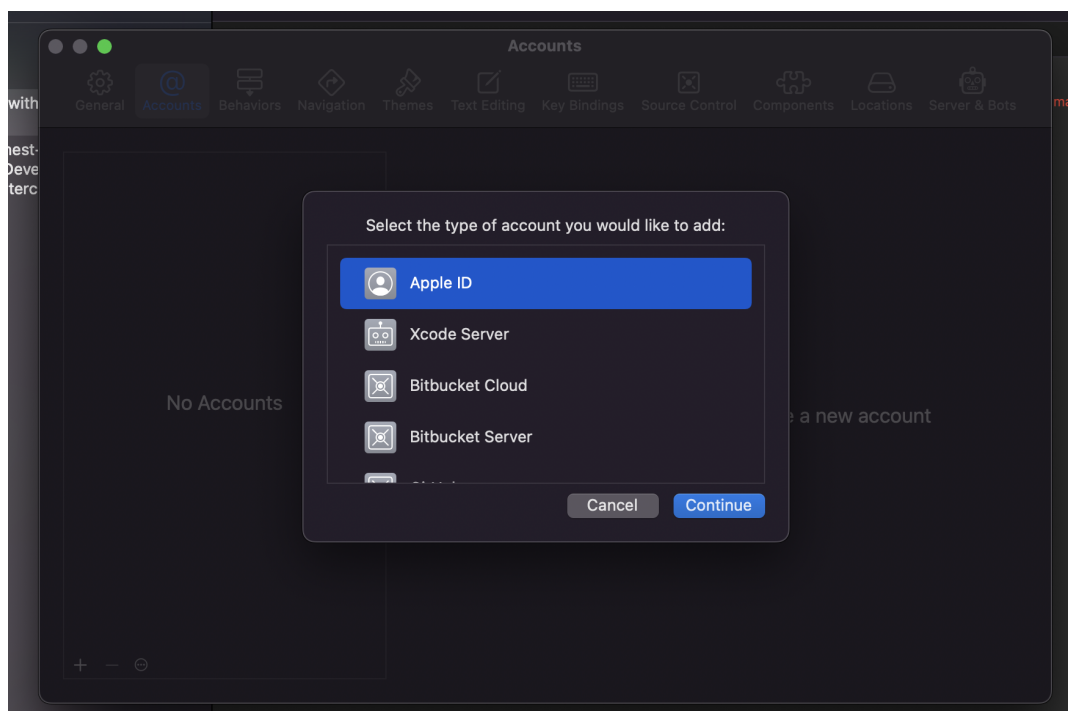 Accounts
General Accounts Behaviors Navigation Themes Text Editing Key Bindings Source Control Components Locations Server & Bots
with
Select the type of account you would like to add:
Apple ID
Xcode Server
Bitbucket Cloud
Bitbucket Server
No Accounts
a new account
Cancel Continue